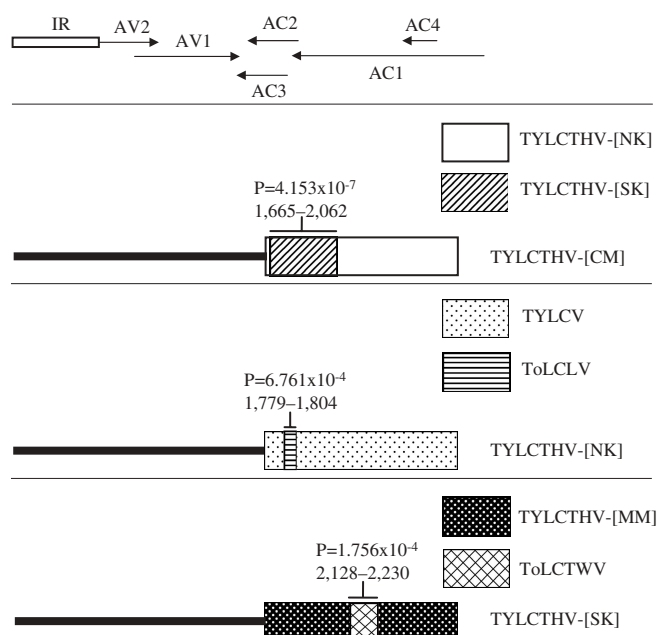 IR
AV2
AV1
AC2
AC3
AC4
AC1
TYLCTHV-[NK]
TYLCTHV-[SK]
P=4.153x10-7
1,665–2,062
TYLCTHV-[CM]
TYLCV
ToLCLV
P=6.761x10-4
1,779–1,804
TYLCTHV-[NK]
TYLCTHV-[MM]
ToLCTWV
P=1.756x10-4
2,128–2,230
TYLCTHV-[SK]